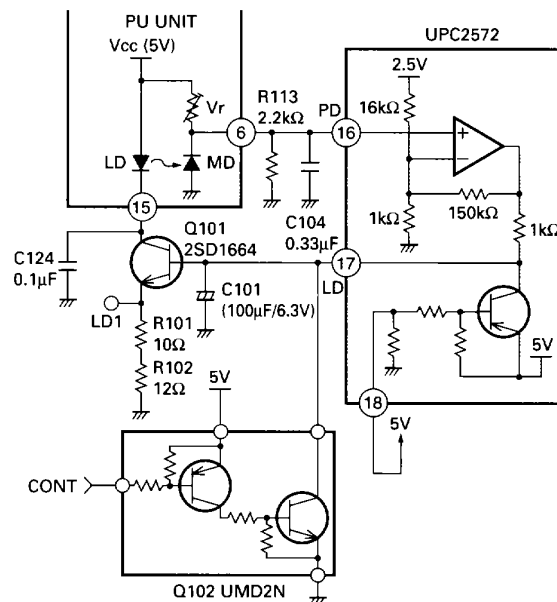 PU UNIT
Vcc (5V)
Vr
LD
MD
6
15
R113
2.2kΩ
C104
0.33µF
UPC2572
2.5V
16kΩ
PD
16
+
−
1kΩ
150kΩ
1kΩ
17
LD
5V
18
5V
Q101
2SD1664
C124
0.1µF
C101
(100µF/6.3V)
LD1
R101
10Ω
R102
12Ω
5V
CONT
Q102 UMD2N